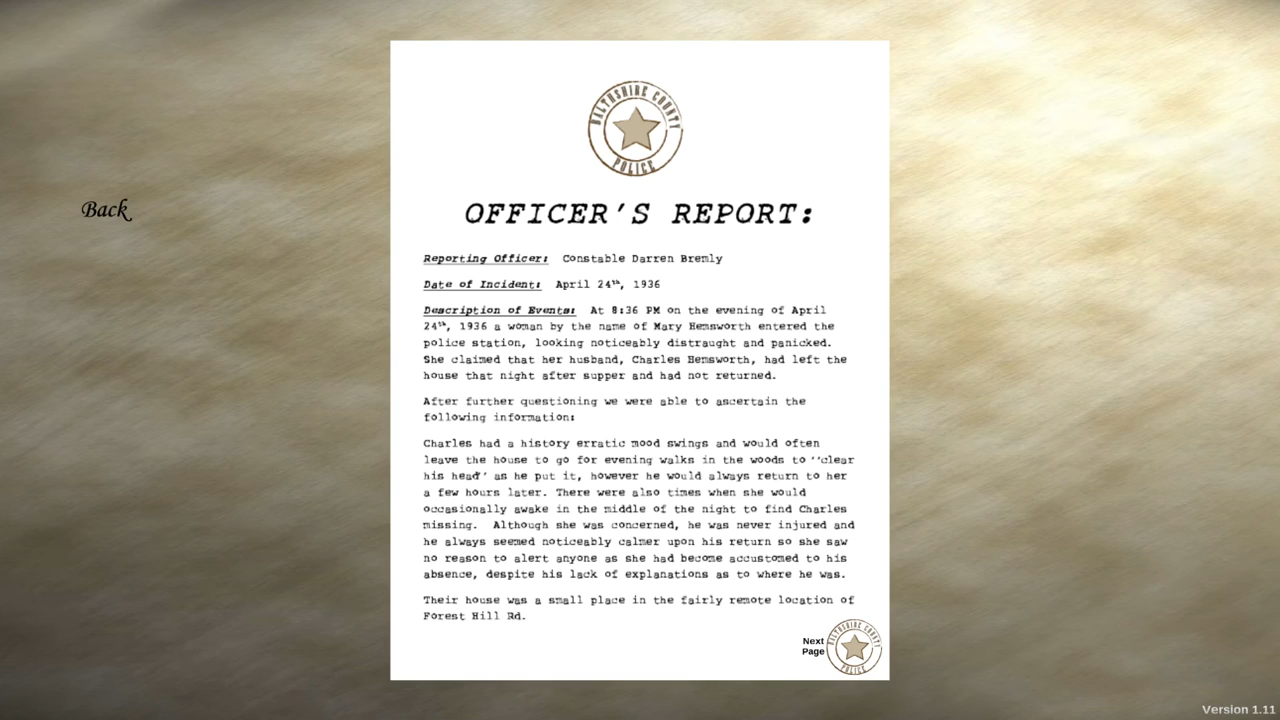 BALTHSHIRE COUNTY
POLICE
Back
OFFICER'S REPORT:
Reporting Officer: Constable Darren Bremly
Date of Incident: April 24th, 1936
Description of Events: At 8:36 PM on the evening of April
24th, 1936 a woman by the name of Mary Hemsworth entered the
police station, looking noticeably distraught and panicked.
She claimed that her husband, Charles Hemsworth, had left the
house that night after supper and had not returned.
After further questioning we were able to ascertain the
following information:
Charles had a history erratic mood swings and would often
leave the house to go for evening walks in the woods to ''clear
his head'' as he put it, however he would always return to her
a few hours later. There were also times when she would
occasionally awake in the middle of the night to find Charles
missing. Although she was concerned, he was never injured and
he always seemed noticeably calmer upon his return so she saw
no reason to alert anyone as she had become accustomed to his
absence, despite his lack of explanations as to where he was.
Their house was a small place in the fairly remote location of
Forest Hill Rd.
Next
Page
BALTHSHIRE COUNTY
POLICE
Version 1.11